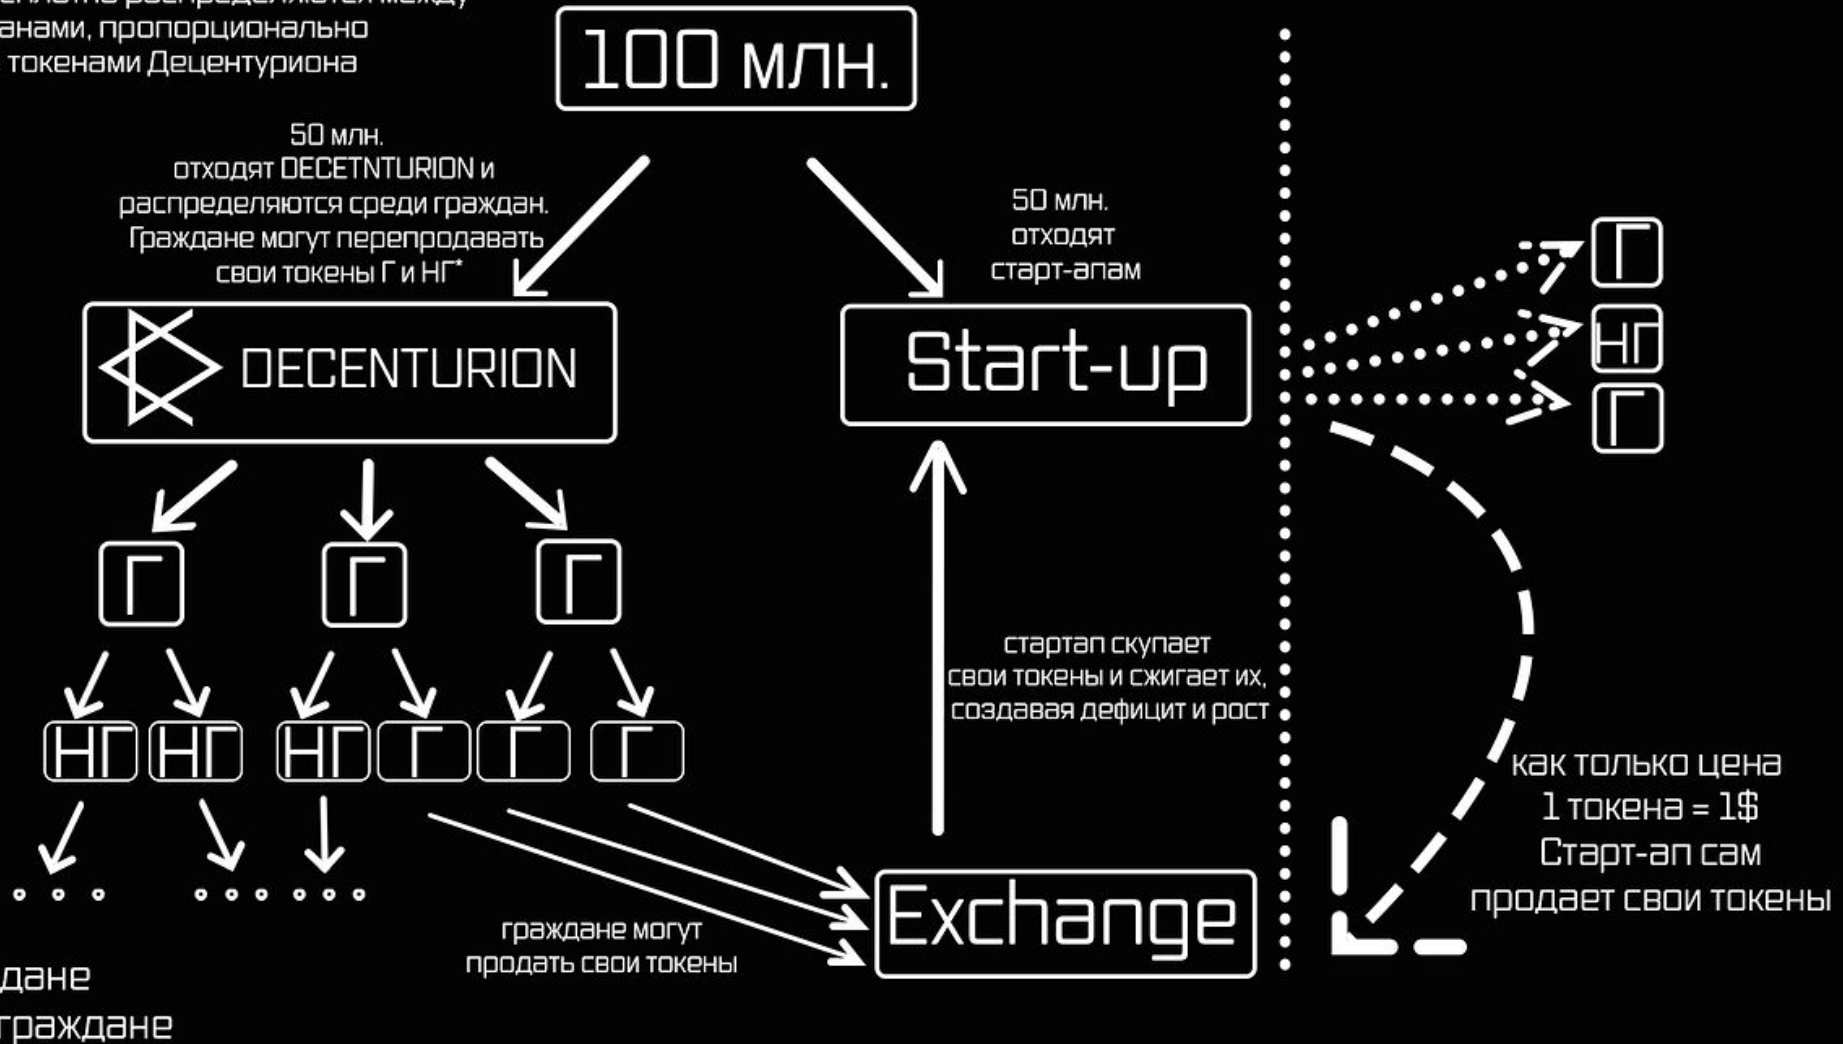 анами, пропорционально
токенами Децентуриона
100 млн.
50 млн.
отходят DECETNTURION и
распределяются среди граждан.
Граждане могут перепродавать
свои токены Г и НГ*
50 млн.
отходят
старт-апам
DECENTURION
Start-up
Г
НГ
Г
Г
Г
Г
НГ
НГ
НГ
Г
Г
Г
стартап скупает
свои токены и сжигает их,
создавая дефицит и рост
как только цена
1 токена = 1$
Старт-ап сам
продает свои токены
Exchange
граждане могут
продать свои токены
дане
граждане